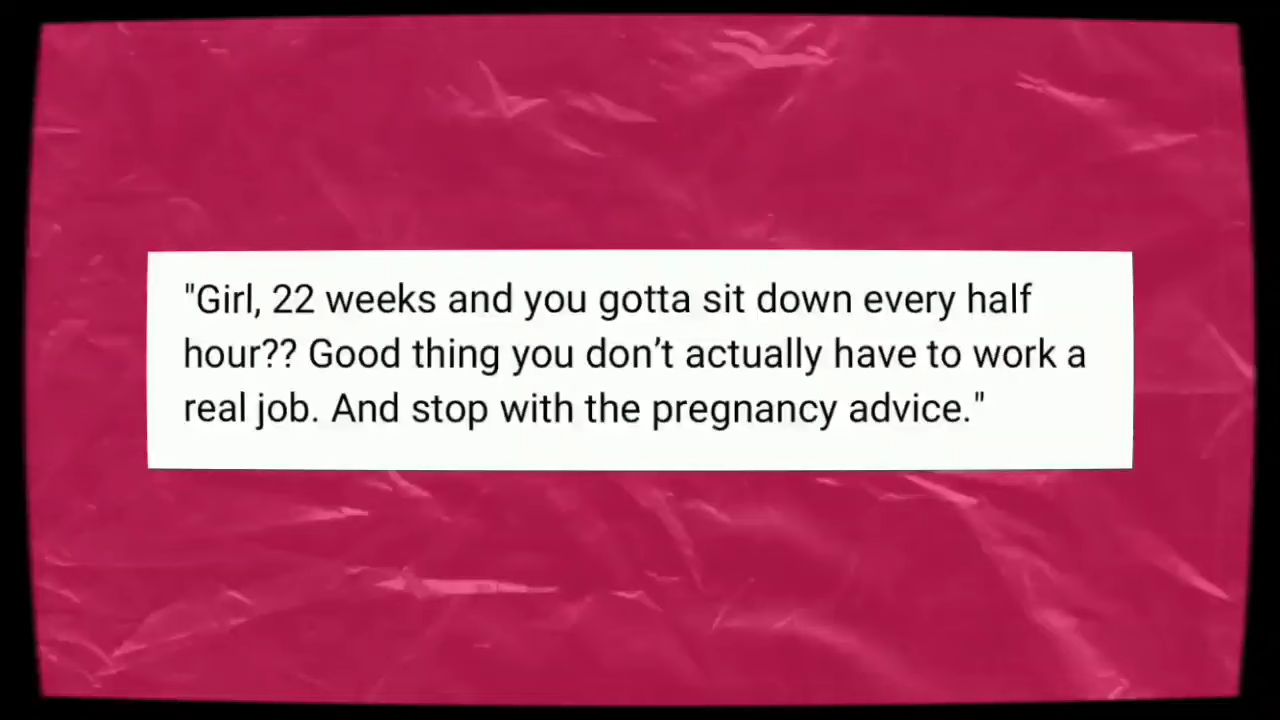 "Girl, 22 weeks and you gotta sit down every half
hour?? Good thing you don’t actually have to work a
real job. And stop with the pregnancy advice."